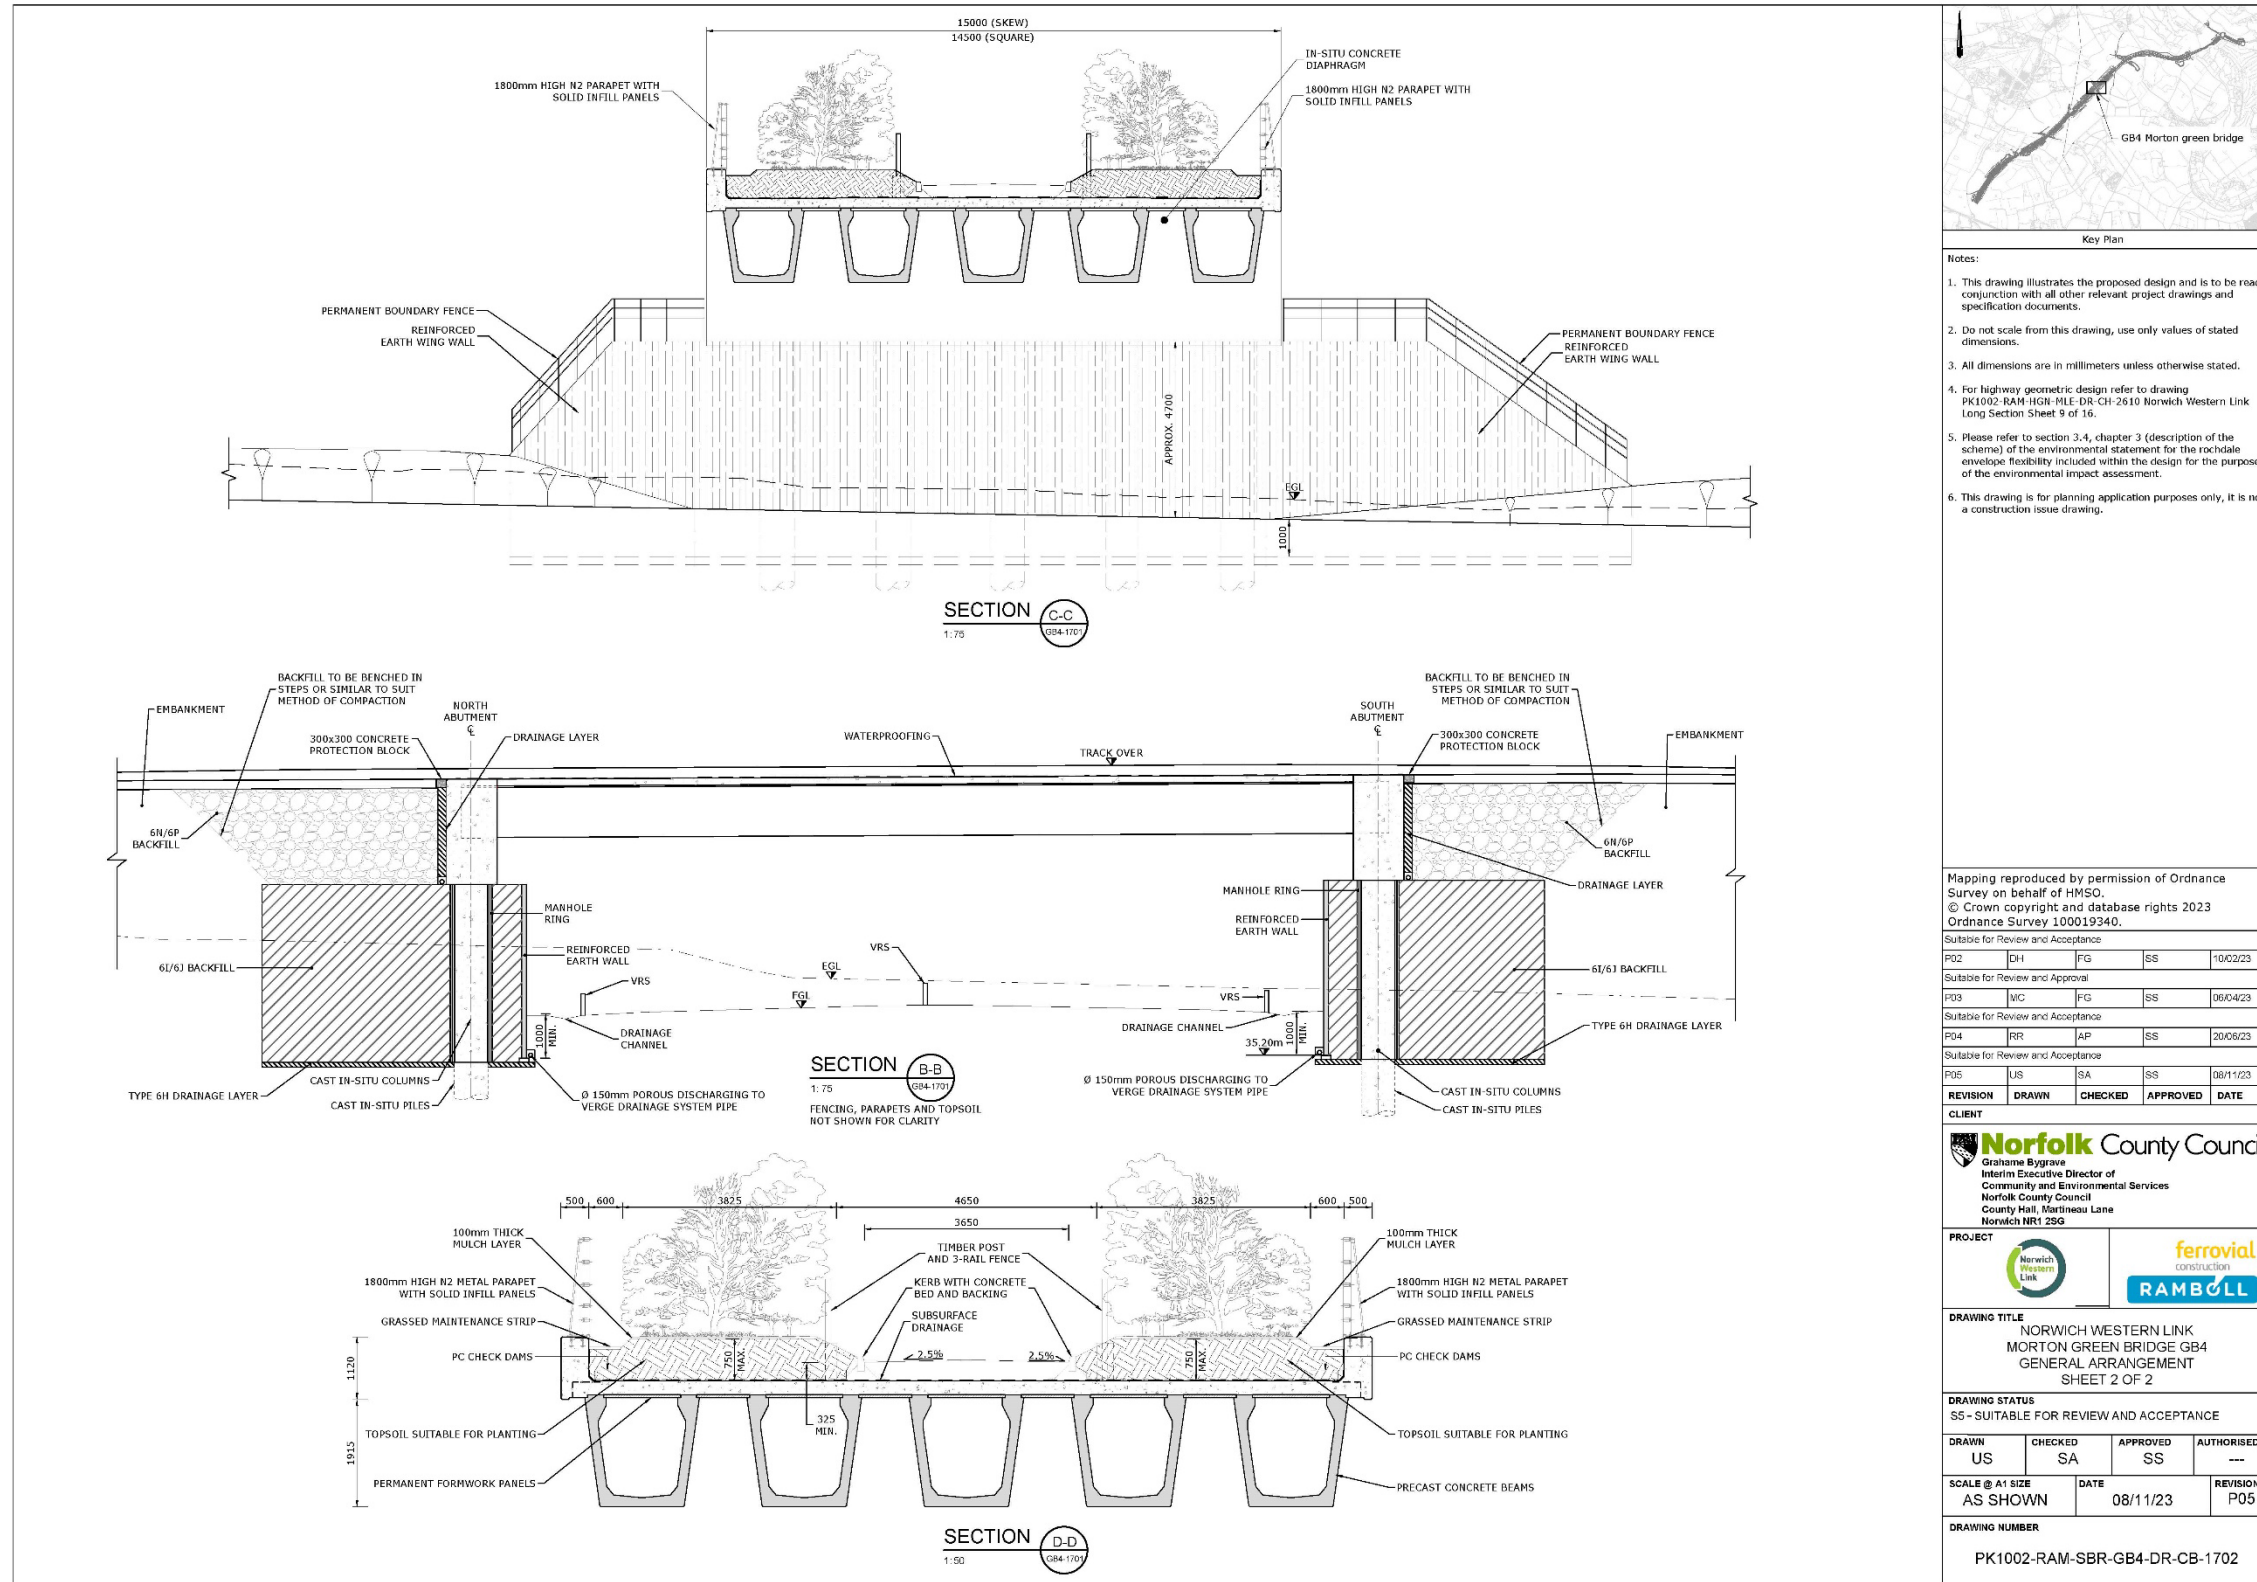 15000 (SKEW)
14500 (SQUARE)
1800mm HIGH N2 PARAPET WITH
SOLID INFILL PANELS
IN-SITU CONCRETE
DIAPHRAGM
1800mm HIGH N2 PARAPET WITH
SOLID INFILL PANELS
PERMANENT BOUNDARY FENCE
REINFORCED
EARTH WING WALL
PERMANENT BOUNDARY FENCE
REINFORCED
EARTH WING WALL
APPROX. 4700
EGL
1000
SECTION
C-C
1:75
GB4-1701
BACKFILL TO BE BENCHED IN
STEPS OR SIMILAR TO SUIT
METHOD OF COMPACTION
EMBANKMENT
NORTH
ABUTMENT
300x300 CONCRETE
PROTECTION BLOCK
DRAINAGE LAYER
WATERPROOFING
TRACK OVER
SOUTH
ABUTMENT
BACKFILL TO BE BENCHED IN
STEPS OR SIMILAR TO SUIT
METHOD OF COMPACTION
300x300 CONCRETE
PROTECTION BLOCK
EMBANKMENT
6N/6P
BACKFILL
6N/6P
BACKFILL
DRAINAGE LAYER
MANHOLE
RING
MANHOLE RING
REINFORCED
EARTH WALL
REINFORCED
EARTH WALL
6I/6J BACKFILL
VRS
VRS
EGL
FGL
VRS
6I/6J BACKFILL
1000
MIN.
DRAINAGE
CHANNEL
DRAINAGE CHANNEL
1000
MIN.
35.20m
TYPE 6H DRAINAGE LAYER
CAST IN-SITU COLUMNS
CAST IN-SITU PILES
TYPE 6H DRAINAGE LAYER
Ø 150mm POROUS DISCHARGING TO
VERGE DRAINAGE SYSTEM PIPE
Ø 150mm POROUS DISCHARGING TO
VERGE DRAINAGE SYSTEM PIPE
CAST IN-SITU COLUMNS
CAST IN-SITU PILES
SECTION
B-B
1: 75
GB4-1701
FENCING, PARAPETS AND TOPSOIL
NOT SHOWN FOR CLARITY
500 600 3825 4650 3825 600 500
3650
100mm THICK
MULCH LAYER
1800mm HIGH N2 METAL PARAPET
WITH SOLID INFILL PANELS
GRASSED MAINTENANCE STRIP
PC CHECK DAMS
TIMBER POST
AND 3-RAIL FENCE
KERB WITH CONCRETE
BED AND BACKING
SUBSURFACE
DRAINAGE
100mm THICK
MULCH LAYER
1800mm HIGH N2 METAL PARAPET
WITH SOLID INFILL PANELS
GRASSED MAINTENANCE STRIP
PC CHECK DAMS
1120
750
MAX.
2.5%
2.5%
750
MAX.
325
MIN.
1915
TOPSOIL SUITABLE FOR PLANTING
PERMANENT FORMWORK PANELS
TOPSOIL SUITABLE FOR PLANTING
PRECAST CONCRETE BEAMS
SECTION
D-D
1:50
GB4-1701
GB4 Morton green bridge
Key Plan
Notes:
1. This drawing illustrates the proposed design and is to be read
conjunction with all other relevant project drawings and
specification documents.
2. Do not scale from this drawing, use only values of stated
dimensions.
3. All dimensions are in millimeters unless otherwise stated.
4. For highway geometric design refer to drawing
PK1002-RAM-HGN-MLE-DR-CH-2610 Norwich Western Link
Long Section Sheet 9 of 16.
5. Please refer to section 3.4, chapter 3 (description of the
scheme) of the environmental statement for the rochdale
envelope flexibility included within the design for the purpose
of the environmental impact assessment.
6. This drawing is for planning application purposes only, it is no
a construction issue drawing.
Mapping reproduced by permission of Ordnance
Survey on behalf of HMSO.
© Crown copyright and database rights 2023
Ordnance Survey 100019340.
Suitable for Review and Acceptance
P02 DH FG SS 10/02/23
Suitable for Review and Approval
P03 MC FG SS 06/04/23
Suitable for Review and Acceptance
P04 RR AP SS 20/06/23
Suitable for Review and Acceptance
P05 US SA SS 08/11/23
REVISION DRAWN CHECKED APPROVED DATE
CLIENT
Norfolk County Counci
Grahame Bygrave
Interim Executive Director of
Community and Environmental Services
Norfolk County Council
County Hall, Martineau Lane
Norwich NR1 2SG
PROJECT
Norwich
Western
Link
ferrovial
construction
RAMBOLL
DRAWING TITLE
NORWICH WESTERN LINK
MORTON GREEN BRIDGE GB4
GENERAL ARRANGEMENT
SHEET 2 OF 2
DRAWING STATUS
S5 - SUITABLE FOR REVIEW AND ACCEPTANCE
DRAWN CHECKED APPROVED AUTHORISED
US SA SS ---
SCALE @ A1 SIZE DATE REVISION
AS SHOWN 08/11/23 P05
DRAWING NUMBER
PK1002-RAM-SBR-GB4-DR-CB-1702